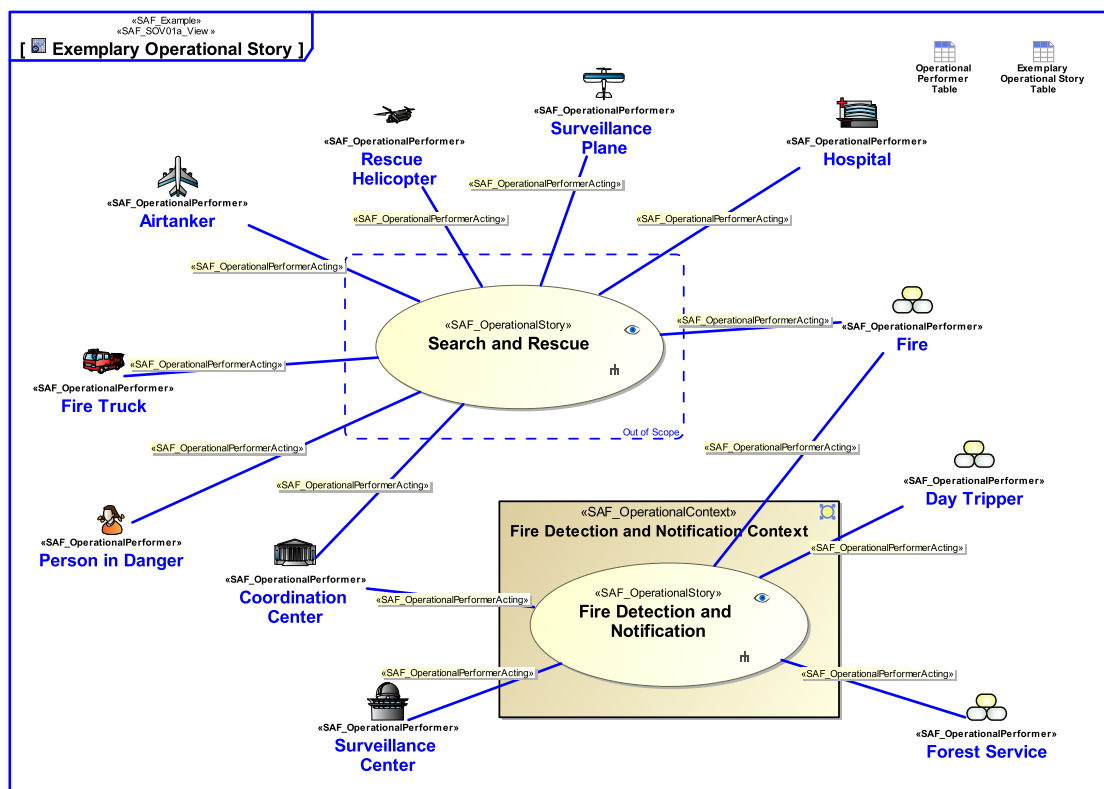 «SAF_Example»
«SAF_SOV01a_View»
[ Exemplary Operational Story ]
Operational
Performer
Table
Exemplary
Operational Story
Table
«SAF_OperationalPerformer»
Surveillance
Plane
«SAF_OperationalPerformer»
Rescue
Helicopter
«SAF_OperationalPerformer»
Hospital
«SAF_OperationalPerformer»
Airtanker
«SAF_OperationalPerformerActing»
«SAF_OperationalPerformerActing»
«SAF_OperationalPerformerActing»
«SAF_OperationalPerformerActing»
«SAF_OperationalStory»
Search and Rescue
Out of Scope
«SAF_OperationalPerformerActing»
«SAF_OperationalPerformer»
Fire
«SAF_OperationalPerformerActing»
«SAF_OperationalPerformer»
Fire Truck
«SAF_OperationalPerformerActing»
«SAF_OperationalPerformerActing»
«SAF_OperationalPerformerActing»
«SAF_OperationalPerformer»
Day Tripper
«SAF_OperationalPerformer»
Person in Danger
«SAF_OperationalContext»
Fire Detection and Notification Context
«SAF_OperationalPerformerActing»
«SAF_OperationalPerformer»
Coordination
Center
«SAF_OperationalPerformerActing»
«SAF_OperationalStory»
Fire Detection and
Notification
«SAF_OperationalPerformerActing»
«SAF_OperationalPerformerActing»
«SAF_OperationalPerformer»
Surveillance
Center
«SAF_OperationalPerformer»
Forest Service